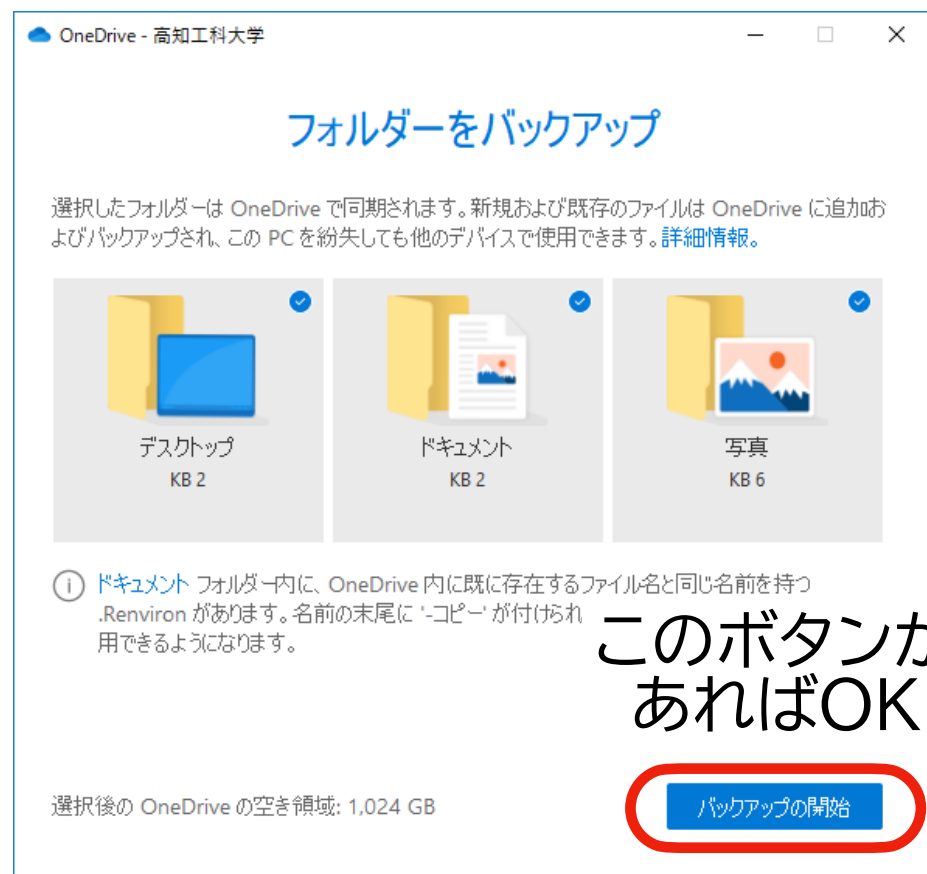 OneDrive - 高知工科大学
フォルダーをバックアップ
選択したフォルダーは OneDrive で同期されます。新規および既存のファイルは OneDrive に追加お
よびバックアップされ、この PC を紛失しても他のデバイスで使用できます。詳細情報。
デスクトップ
KB 2
ドキュメント
KB 2
写真
KB 6
ドキュメント フォルダー内に、OneDrive 内に既に存在するファイル名と同じ名前を持つ
.Renviron があります。名前の末尾に '-コピー' が付けられ
用できるようになります。
このボタンが
あればOK
選択後の OneDrive の空き領域: 1,024 GB
バックアップの開始